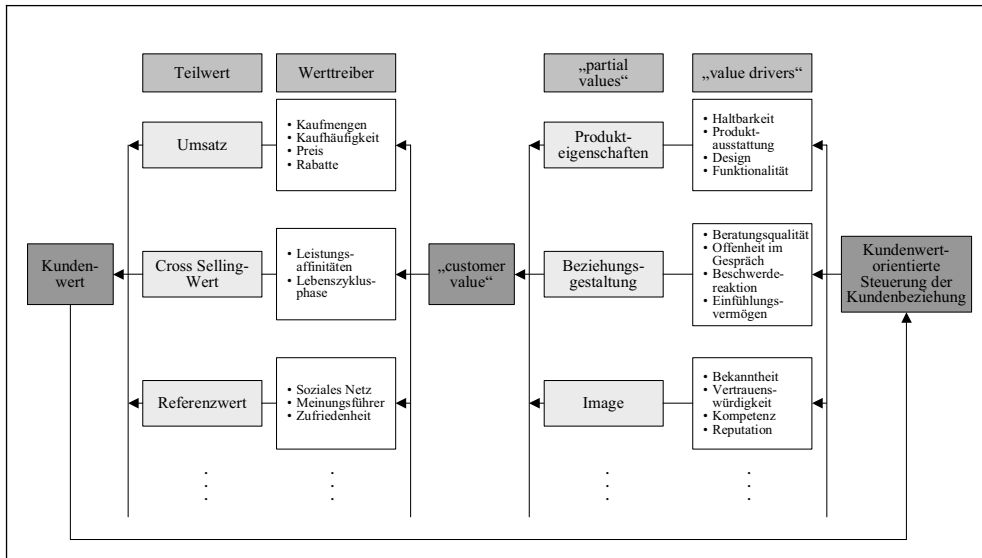 Teilwert
Werttreiber
„partial
values“
„value drivers“
Umsatz
• Kaufmengen
• Kaufhäufigkeit
• Preis
• Rabatte
Produkt-
eigenschaften
• Haltbarkeit
• Produkt-
ausstattung
• Design
• Funktionalität
Kunden-
wert
Cross Selling-
Wert
• Leistungs-
affinitäten
• Lebenszyklus-
phase
„customer
value“
Beziehungs-
gestaltung
• Beratungsqualität
• Offenheit im
Gespräch
• Beschwerde-
reaktion
• Einfühlungs-
vermögen
Kundenwert-
orientierte
Steuerung der
Kundenbeziehung
Referenzwert
• Soziales Netz
• Meinungsführer
• Zufriedenheit
Image
• Bekanntheit
• Vertrauens-
würdigkeit
• Kompetenz
• Reputation